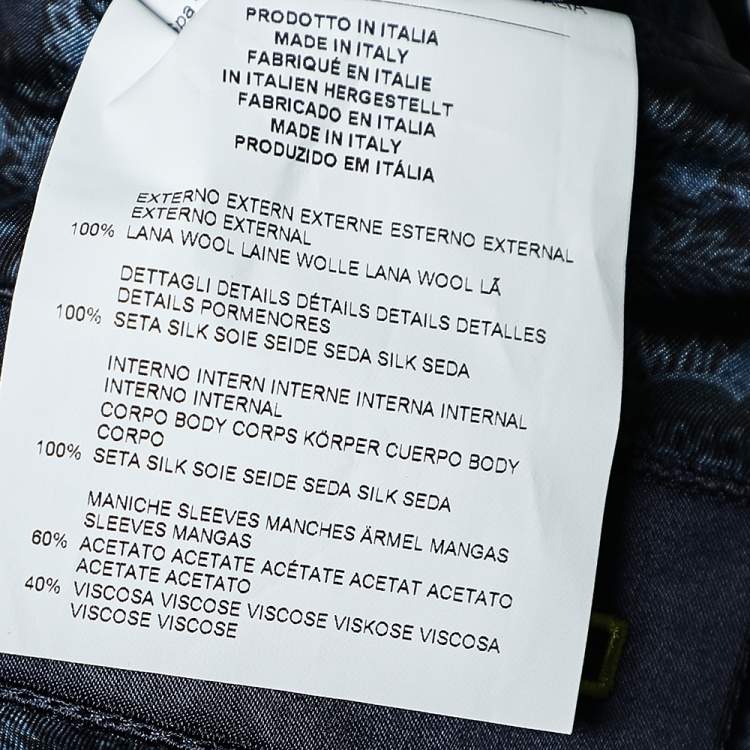 PRODOTTO IN ITALIA
MADE IN ITALY
FABRIQUÉ EN ITALIE
IN ITALIEN HERGESTELLT
FABRICADO EN ITALIA
MADE IN ITALY
PRODUZIDO EM ITÁLIA
EXTERNO EXTERN EXTERNE ESTERNO EXTERNAL
EXTERNO EXTERNAL
100% LANA WOOL LAINE WOLLE LANA WOOL LÃ
DETTAGLI DETAILS DÉTAILS DETAILS DETALLES
DETAILS PORMENORES
100% SETA SILK SOIE SEIDE SEDA SILK SEDA
INTERNO INTERN INTERNE INTERNA INTERNAL
INTERNO INTERNAL
CORPO BODY CORPS KÖRPER CUERPO BODY
CORPO
100% SETA SILK SOIE SEIDE SEDA SILK SEDA
MANICHE SLEEVES MANCHES ÄRMEL MANGAS
SLEEVES MANGAS
60% ACETATO ACETATE ACÉTATE ACETAT ACETATO
ACETATE ACETATO
40% VISCOSA VISCOSE VISCOSE VISKOSE VISCOSA
VISCOSE VISCOSE